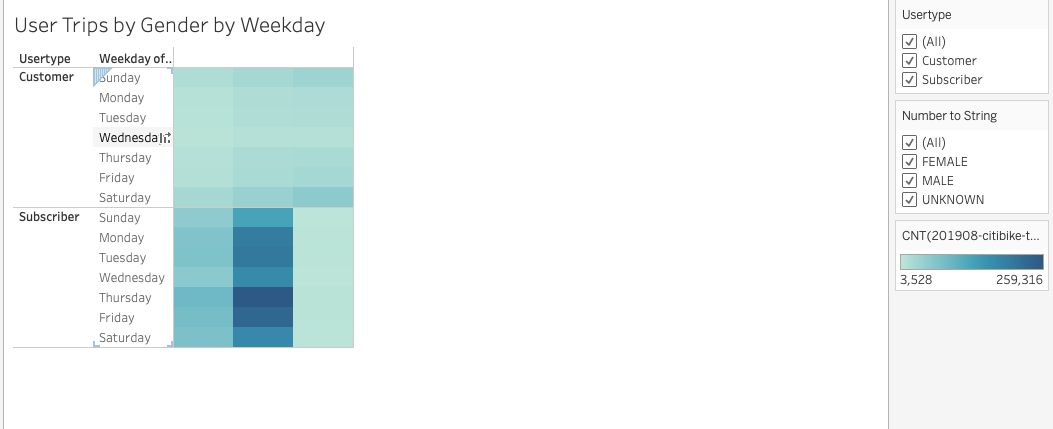 User Trips by Gender by Weekday
Usertype Weekday of..
Customer Sunday
Monday
Tuesday
Wednesda
Thursday
Friday
Saturday
Subscriber Sunday
Monday
Tuesday
Wednesday
Thursday
Friday
Saturday
Usertype
(All)
Customer
Subscriber
Number to String
(All)
FEMALE
MALE
UNKNOWN
CNT(201908-citibike-t...
3,528 259,316